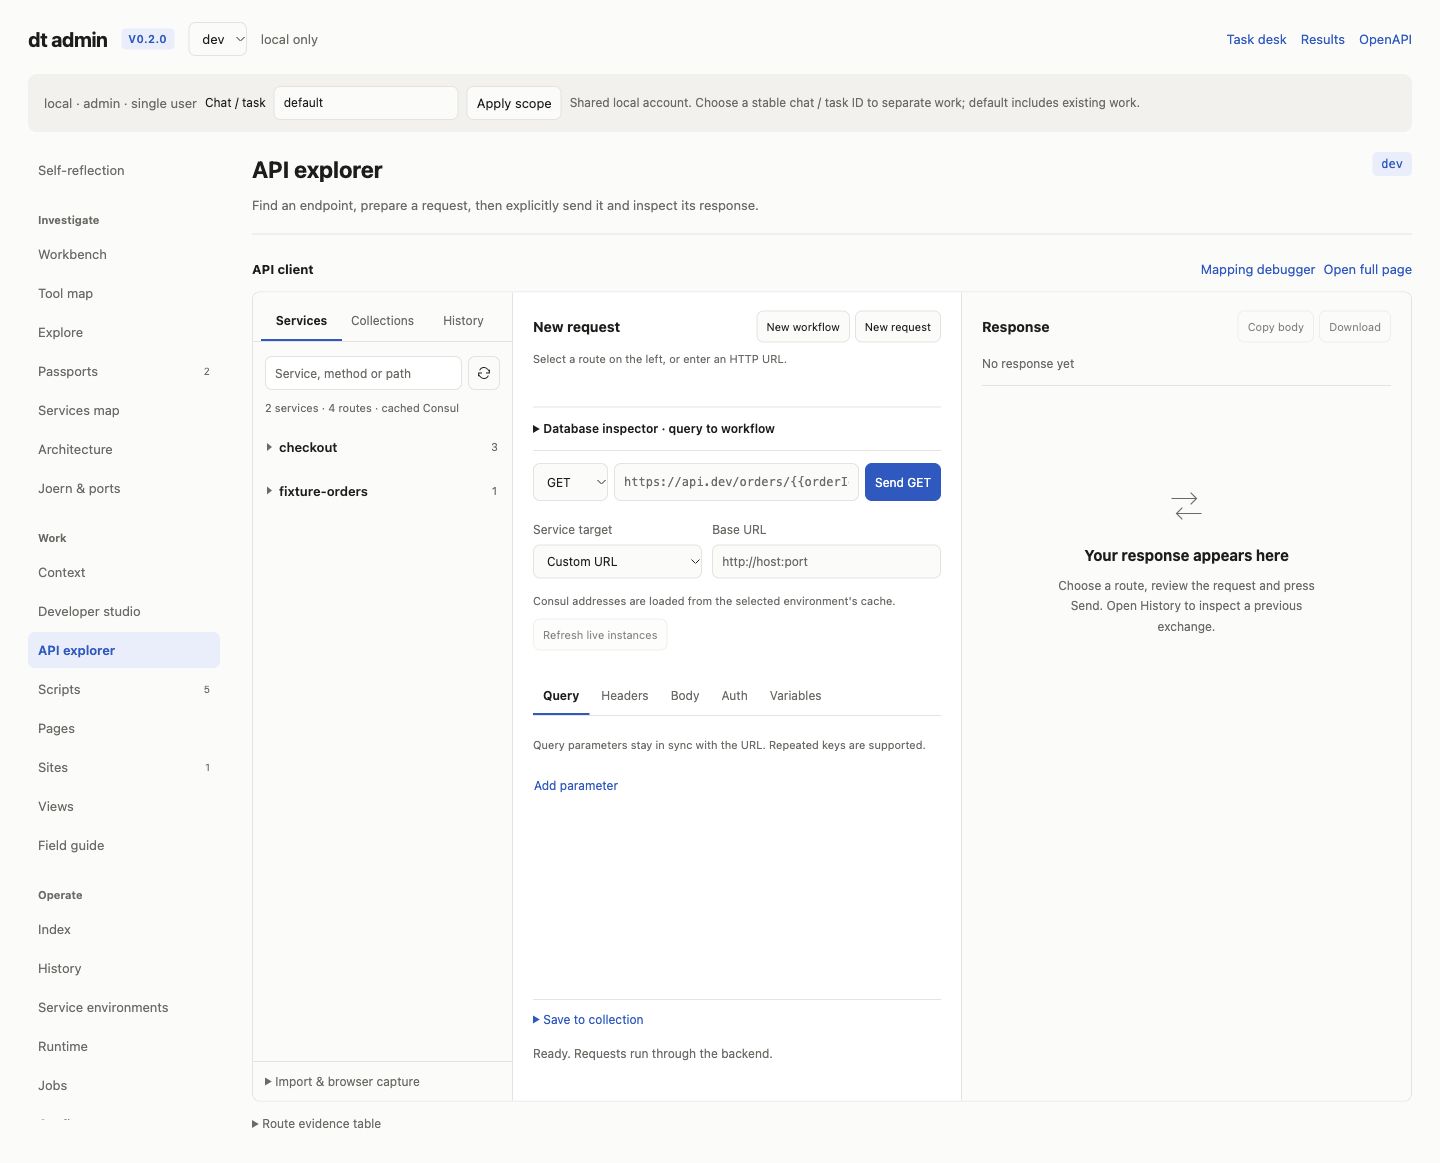 dt admin V0.2.0 dev local only Task desk Results OpenAPI
local · admin · single user Chat / task default Apply scope Shared local account. Choose a stable chat / task ID to separate work; default includes existing work.
Self-reflection
Investigate
Workbench
Tool map
Explore
Passports 2
Services map
Architecture
Joern & ports
Work
Context
Developer studio
API explorer
Scripts 5
Pages
Sites 1
Views
Field guide
Operate
Index
History
Service environments
Runtime
Jobs
API explorer dev
Find an endpoint, prepare a request, then explicitly send it and inspect its response.
API client Mapping debugger Open full page
Services Collections History
Service, method or path
2 services · 4 routes · cached Consul
checkout 3
fixture-orders 1
Import & browser capture
New request New workflow New request
Select a route on the left, or enter an HTTP URL.
Database inspector · query to workflow
GET https://api.dev/orders/{{orderI Send GET
Service target Base URL
Custom URL http://host:port
Consul addresses are loaded from the selected environment's cache.
Refresh live instances
Query Headers Body Auth Variables
Query parameters stay in sync with the URL. Repeated keys are supported.
Add parameter
Save to collection
Ready. Requests run through the backend.
Response Copy body Download
No response yet
Your response appears here
Choose a route, review the request and press
Send. Open History to inspect a previous
exchange.
Route evidence table